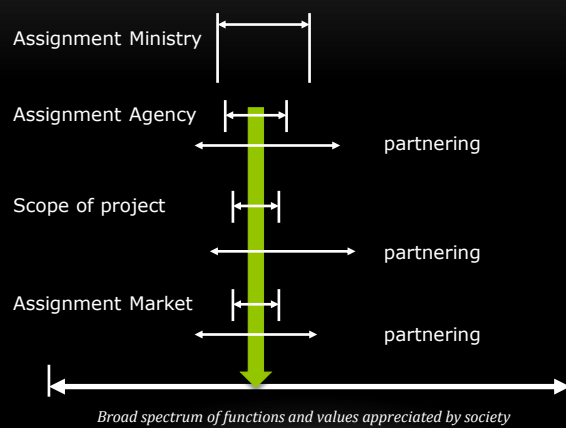 Assignment Ministry
Assignment Agency
partnering
Scope of project
partnering
Assignment Market
partnering
Broad spectrum of functions and values appreciated by society